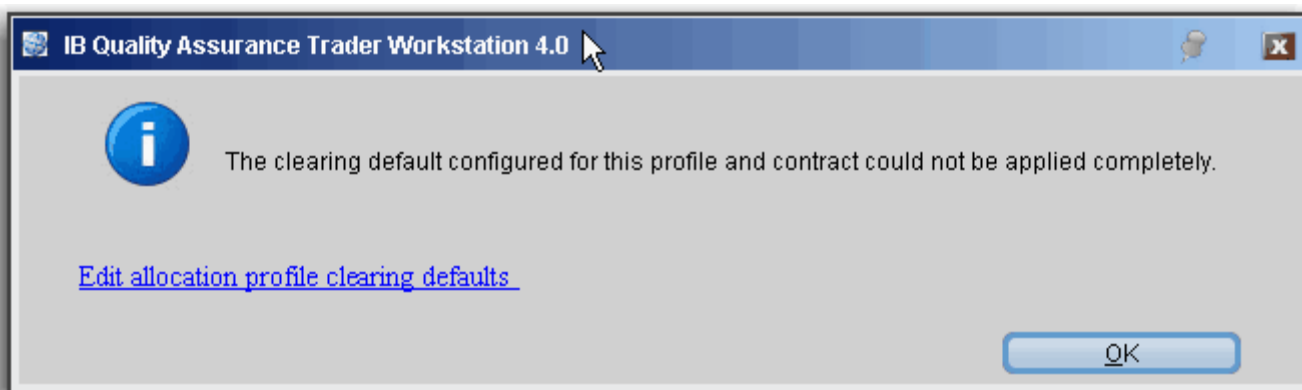 IB Quality Assurance Trader Workstation 4.0
The clearing default configured for this profile and contract could not be applied completely.
Edit allocation profile clearing defaults
OK